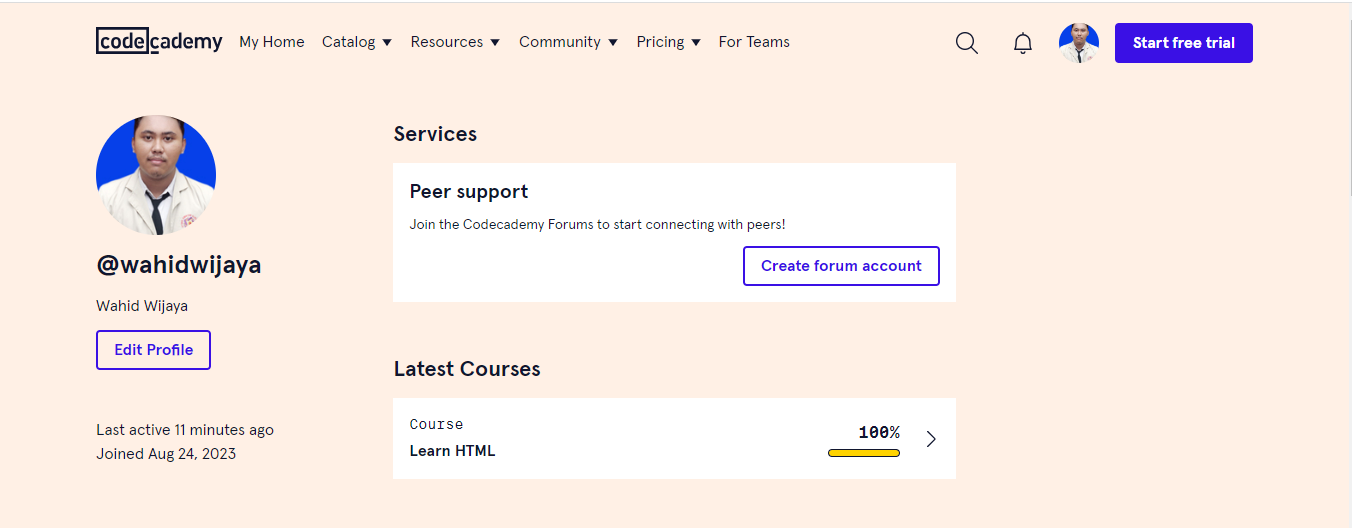 codecademy My Home Catalog Resources Community Pricing For Teams Start free trial
@wahidwijaya
Wahid Wijaya
Edit Profile
Last active 11 minutes ago
Joined Aug 24, 2023
Services
Peer support
Join the Codecademy Forums to start connecting with peers!
Create forum account
Latest Courses
Course
Learn HTML
100%